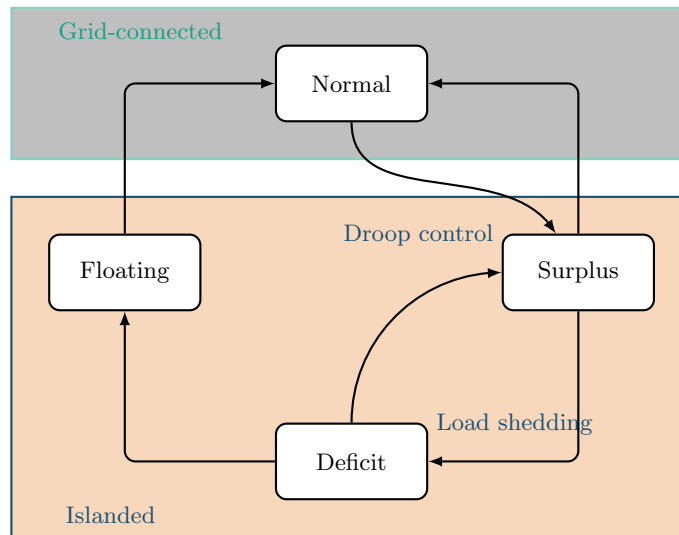 Grid-connected
Normal
Droop control
Floating
Surplus
Load shedding
Deficit
Islanded